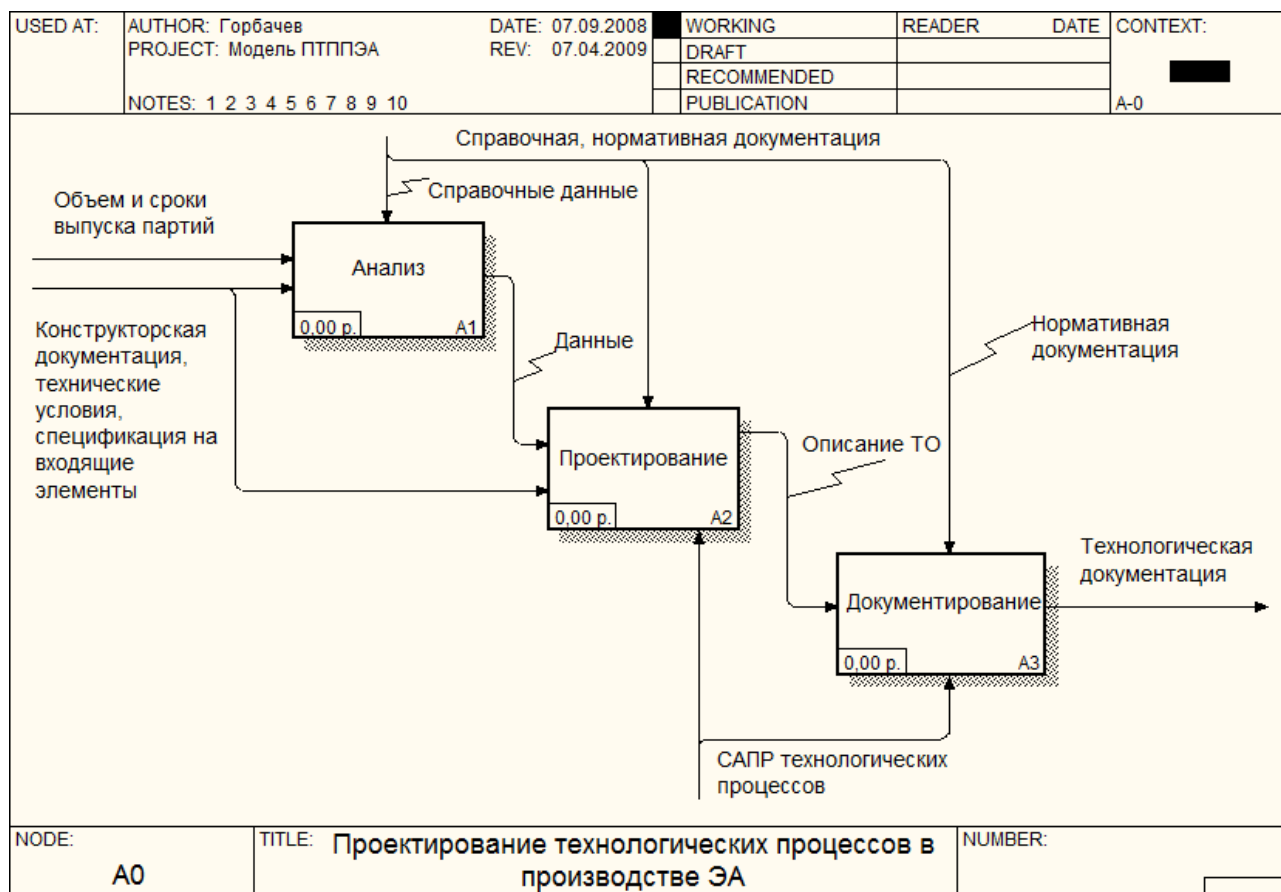 USED AT:
AUTHOR: Горбачев
DATE: 07.09.2008
PROJECT: Модель ПТППЭА
REV: 07.04.2009
NOTES: 1 2 3 4 5 6 7 8 9 10
WORKING
DRAFT
RECOMMENDED
PUBLICATION
READER DATE
CONTEXT:
A-0
Справочная, нормативная документация
Справочные данные
Объем и сроки
выпуска партий
Анализ
0,00 р.
А1
Конструкторская
документация,
технические
условия,
спецификация на
входящие
элементы
Данные
Нормативная
документация
Проектирование
0,00 р.
А2
Описание ТО
Технологическая
документация
Документирование
0,00 р.
А3
САПР технологических
процессов
NODE:
A0
TITLE:
Проектирование технологических процессов в
производстве ЭА
NUMBER: